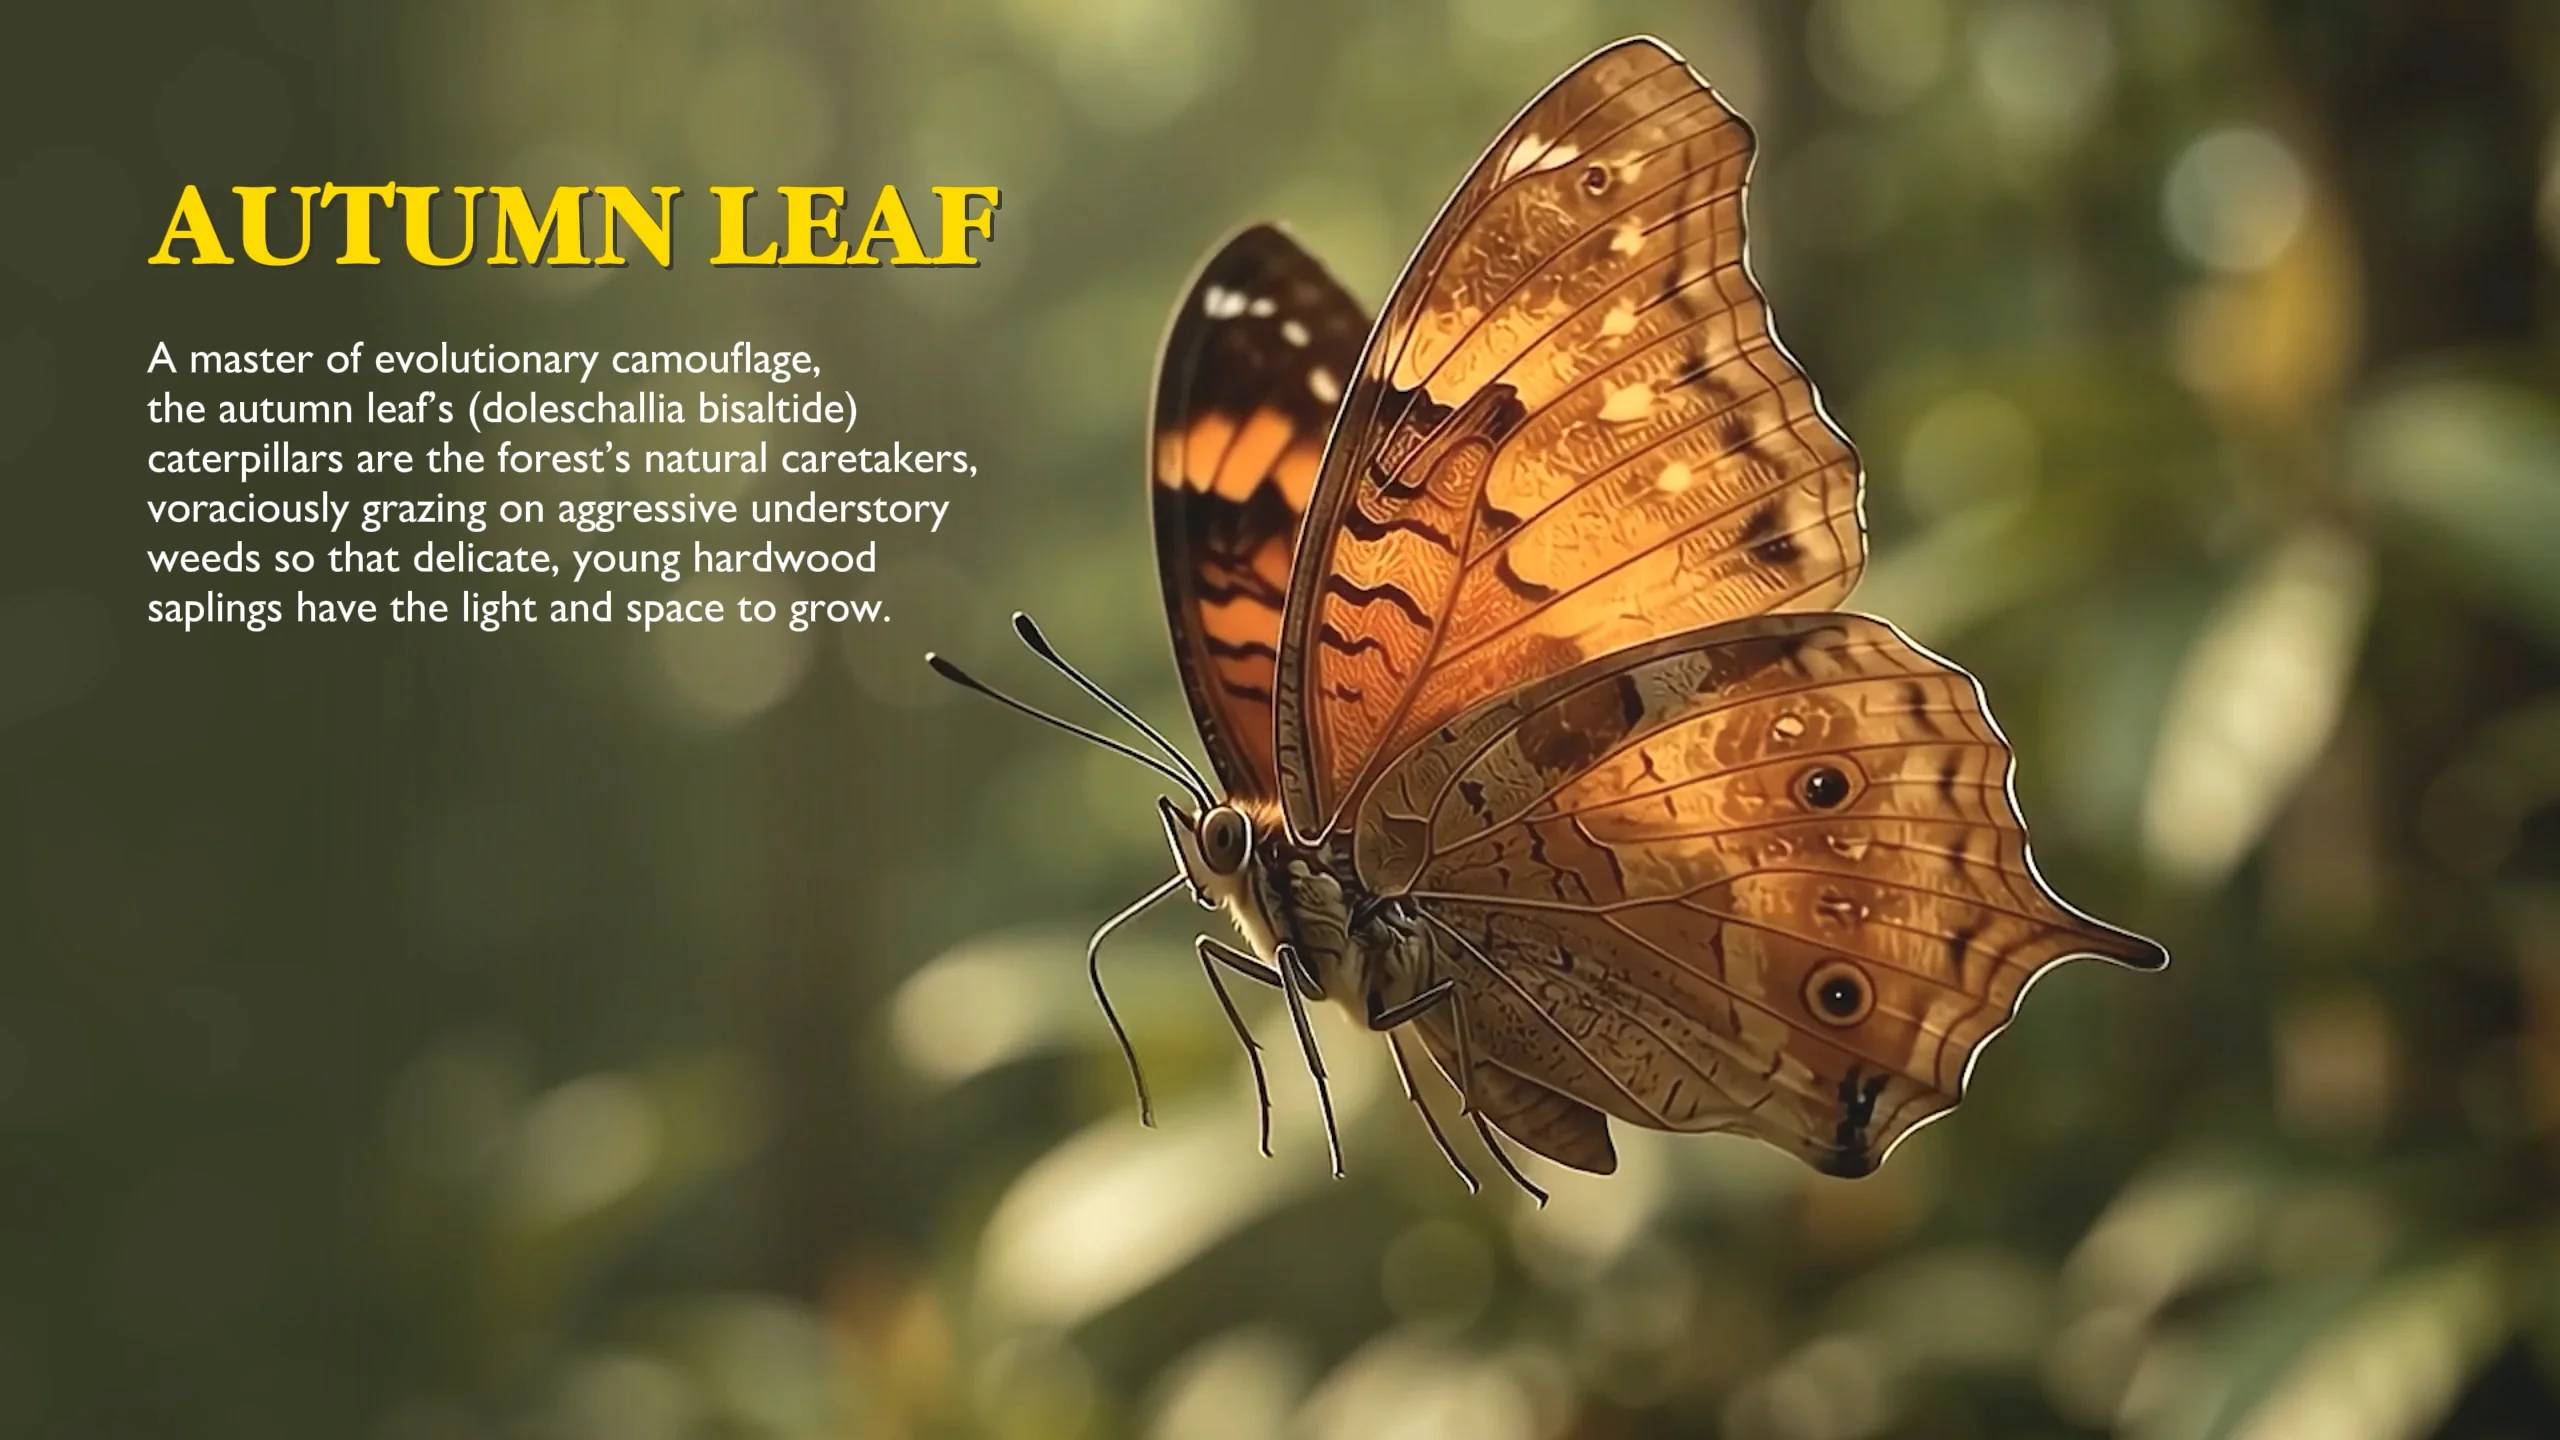 AUTUMN LEAF
A master of evolutionary camouflage,
the autumn leaf’s (doleschallia bisaltide)
caterpillars are the forest’s natural caretakers,
voraciously grazing on aggressive understory
weeds so that delicate, young hardwood
saplings have the light and space to grow.